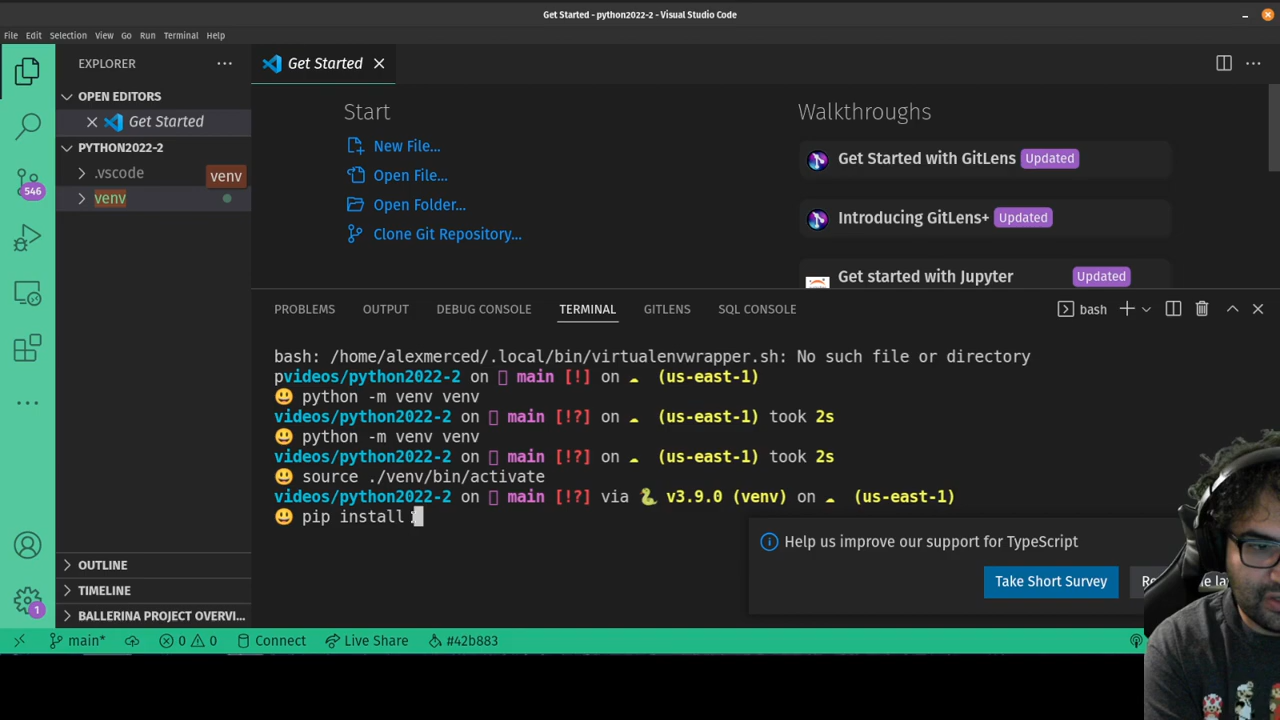 Get Started - python2022-2 - Visual Studio Code
File Edit Selection View Go Run Terminal Help
EXPLORER
Get Started
OPEN EDITORS
Get Started
PYTHON2022-2
.vscode
venv
venv
546
Start
New File...
Open File...
Open Folder...
Clone Git Repository...
Walkthroughs
Get Started with GitLens Updated
Introducing GitLens+ Updated
Get started with Jupyter Updated
PROBLEMS OUTPUT DEBUG CONSOLE TERMINAL GITLENS SQL CONSOLE
bash
bash: /home/alexmerced/.local/bin/virtualenvwrapper.sh: No such file or directory
pvideos/python2022-2 on main [!] on ☁ (us-east-1)
😃 python -m venv venv
videos/python2022-2 on main [!?] on ☁ (us-east-1) took 2s
😃 python -m venv venv
videos/python2022-2 on main [!?] on ☁ (us-east-1) took 2s
😃 source ./venv/bin/activate
videos/python2022-2 on main [!?] via 🐍 v3.9.0 (venv) on ☁ (us-east-1)
😃 pip install
Help us improve our support for TypeScript
Take Short Survey
OUTLINE
TIMELINE
BALLERINA PROJECT OVERVI...
1
main* 0 0 Connect Live Share #42b883